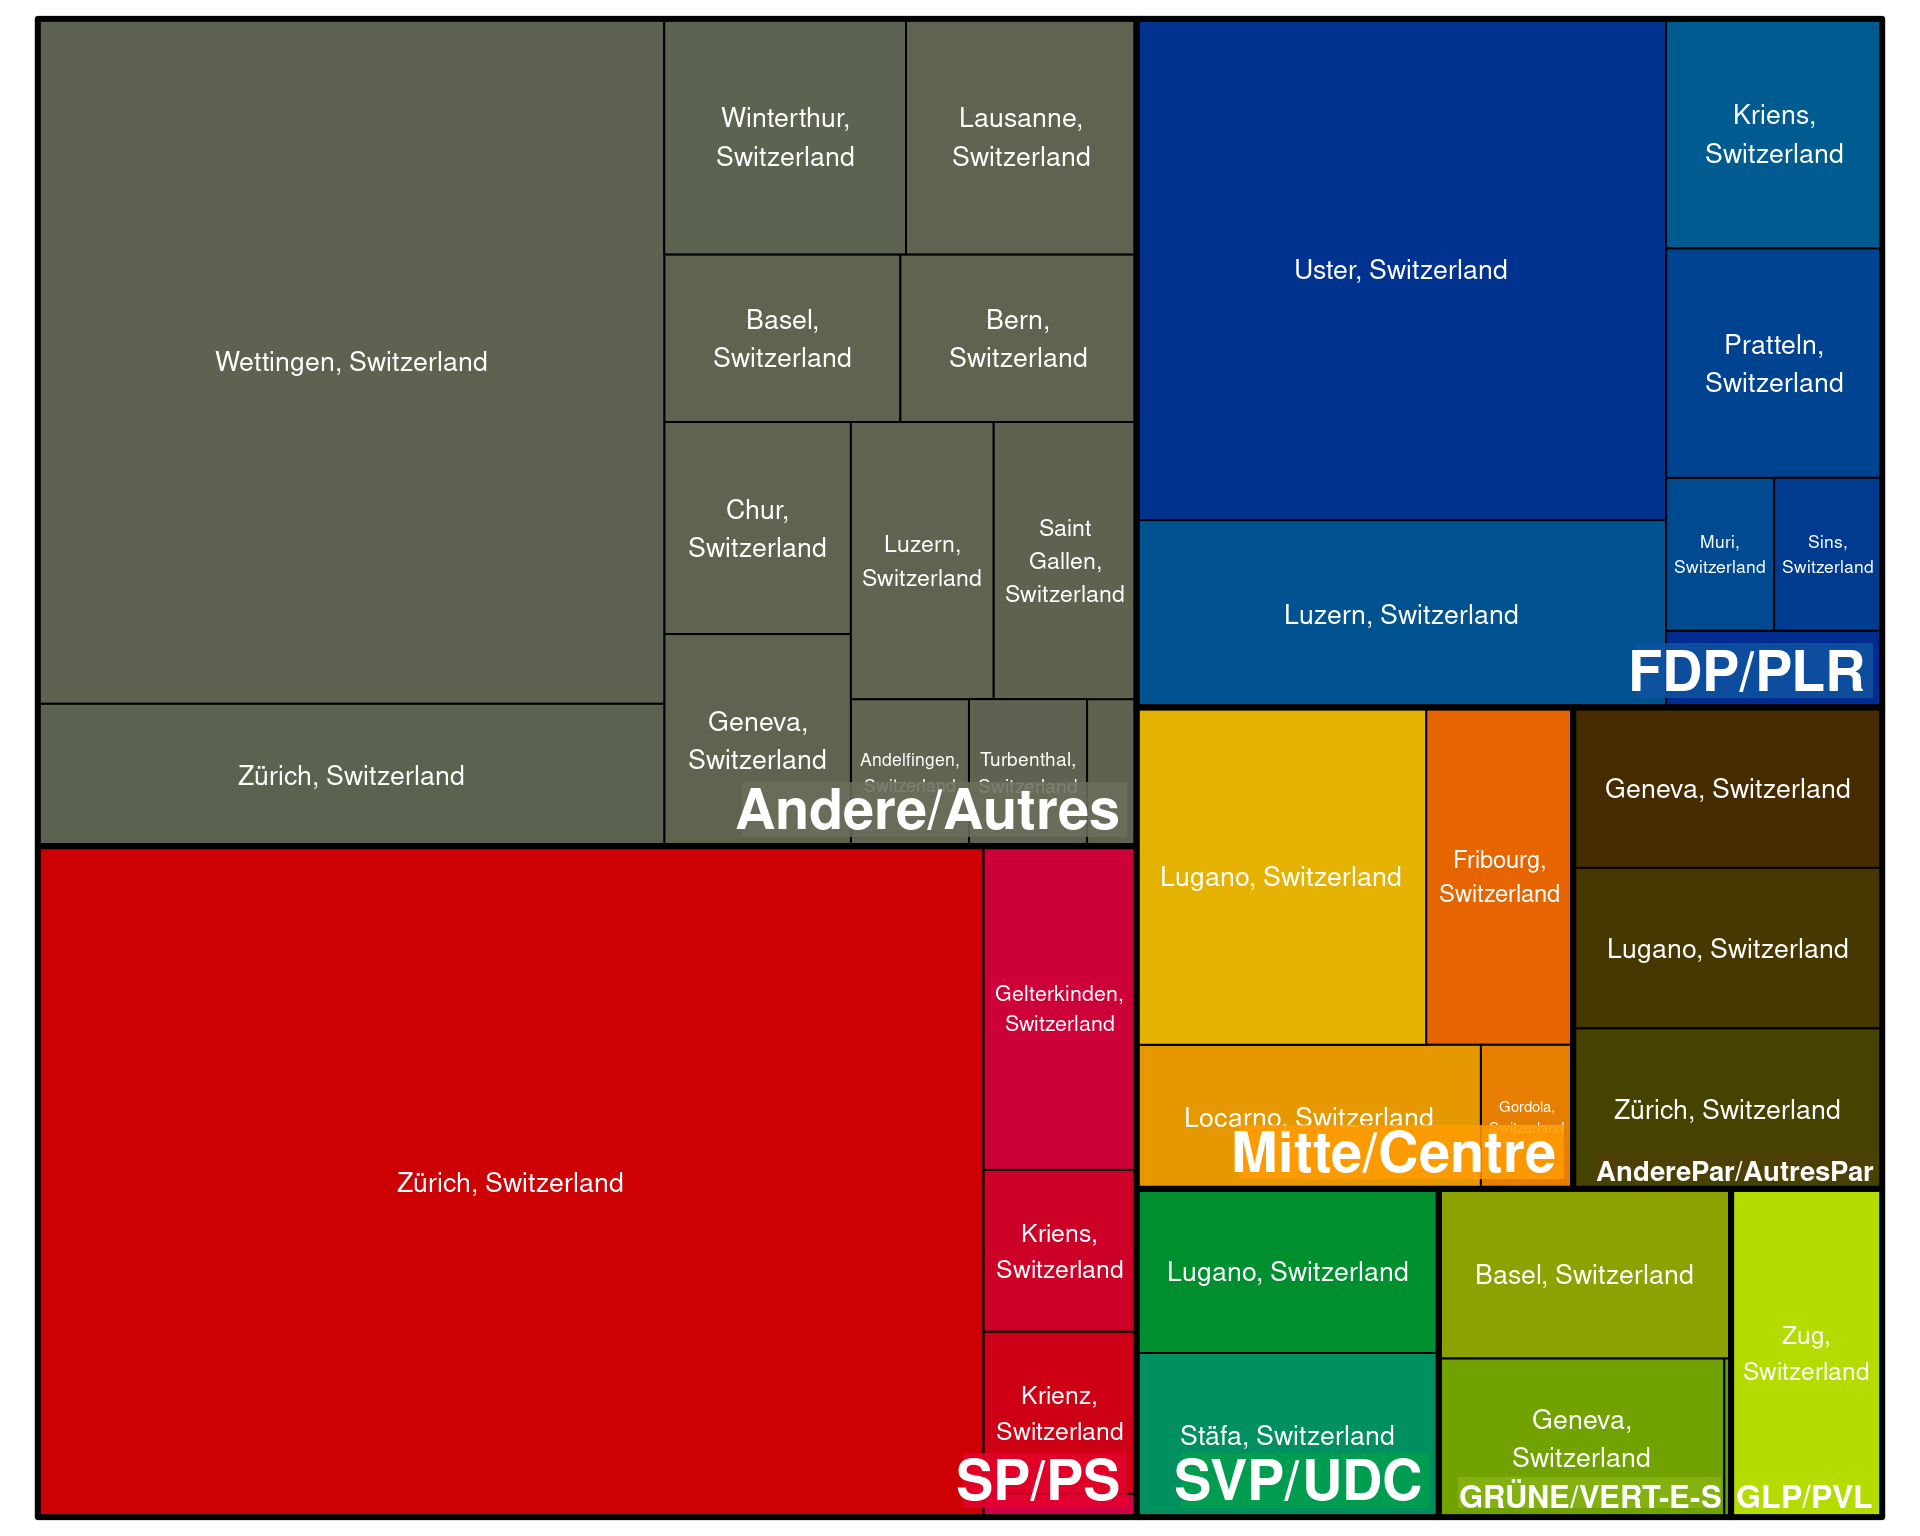 Wettingen, Switzerland
Zürich, Switzerland
Winterthur,
Switzerland
Lausanne,
Switzerland
Basel,
Switzerland
Bern,
Switzerland
Chur,
Switzerland
Luzern,
Switzerland
Saint
Gallen,
Switzerland
Geneva,
Switzerland
Andelfingen,
Switzerland
Turbenthal,
Switzerland
Andere/Autres
Zürich, Switzerland
Gelterkinden,
Switzerland
Kriens,
Switzerland
Krienz,
Switzerland
SP/PS
Uster, Switzerland
Luzern, Switzerland
Kriens,
Switzerland
Pratteln,
Switzerland
Muri,
Switzerland
Sins,
Switzerland
FDP/PLR
Lugano, Switzerland
Fribourg,
Switzerland
Locarno, Switzerland
Gordola,
Switzerland
Mitte/Centre
Geneva, Switzerland
Lugano, Switzerland
Zürich, Switzerland
AnderePar/AutresPar
Lugano, Switzerland
Stäfa, Switzerland
SVP/UDC
Basel, Switzerland
Geneva,
Switzerland
GRÜNE/VERT-E-S
Zug,
Switzerland
GLP/PVL